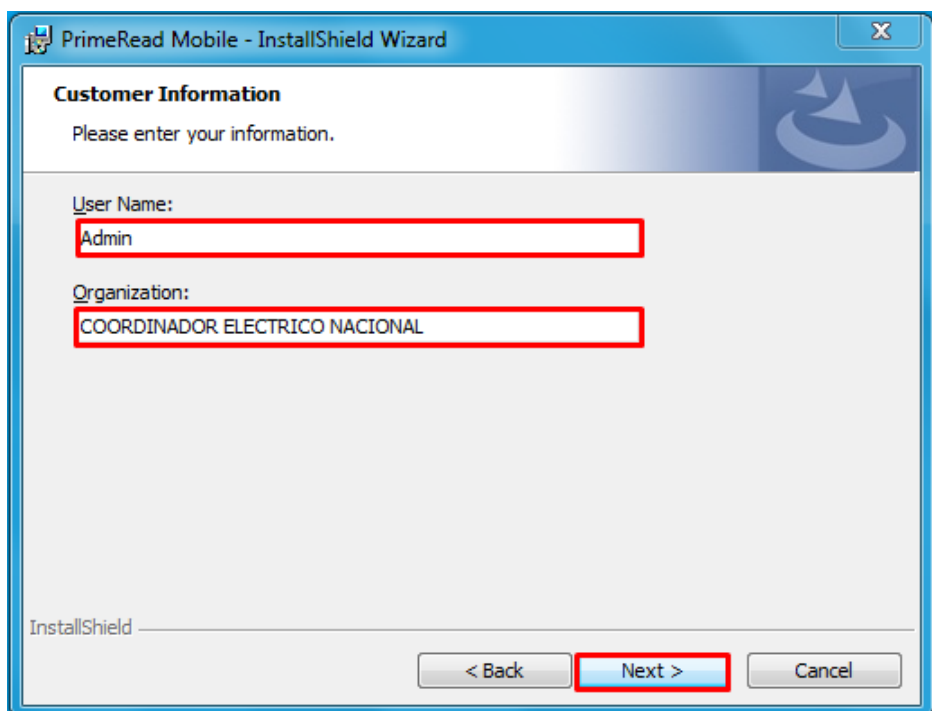 PrimeRead Mobile - InstallShield Wizard
Customer Information
Please enter your information.
User Name:
Admin
Organization:
COORDINADOR ELECTRICO NACIONAL
InstallShield
< Back
Next >
Cancel